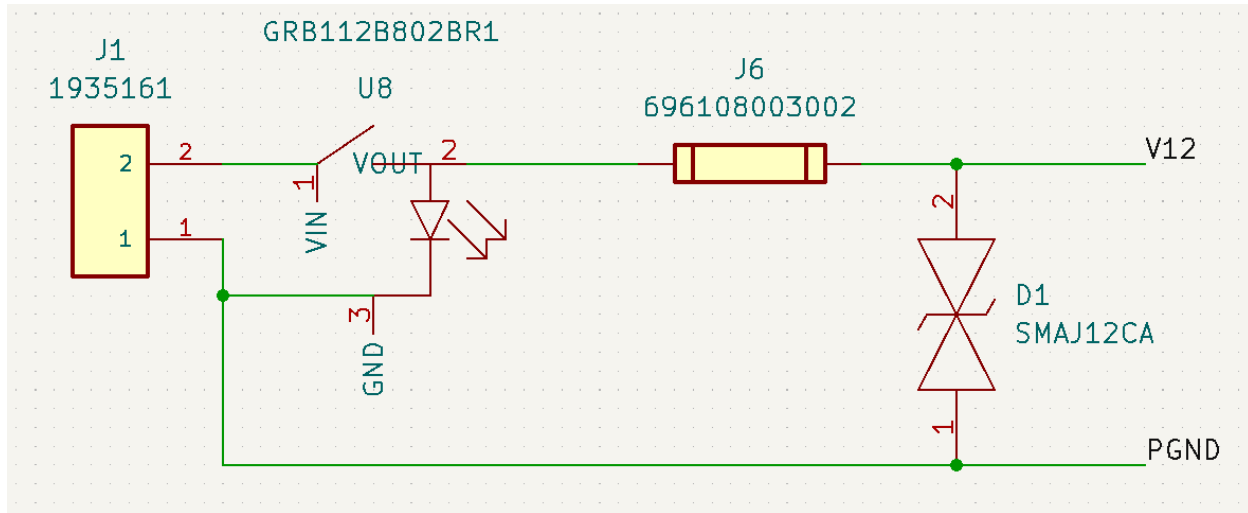 GRB112B802BR1
J1
1935161
U8
J6
696108003002
2
2
VOUT
2
V12
1
VIN
1
1
2
3
GND
D1
SMAJ12CA
1
PGND